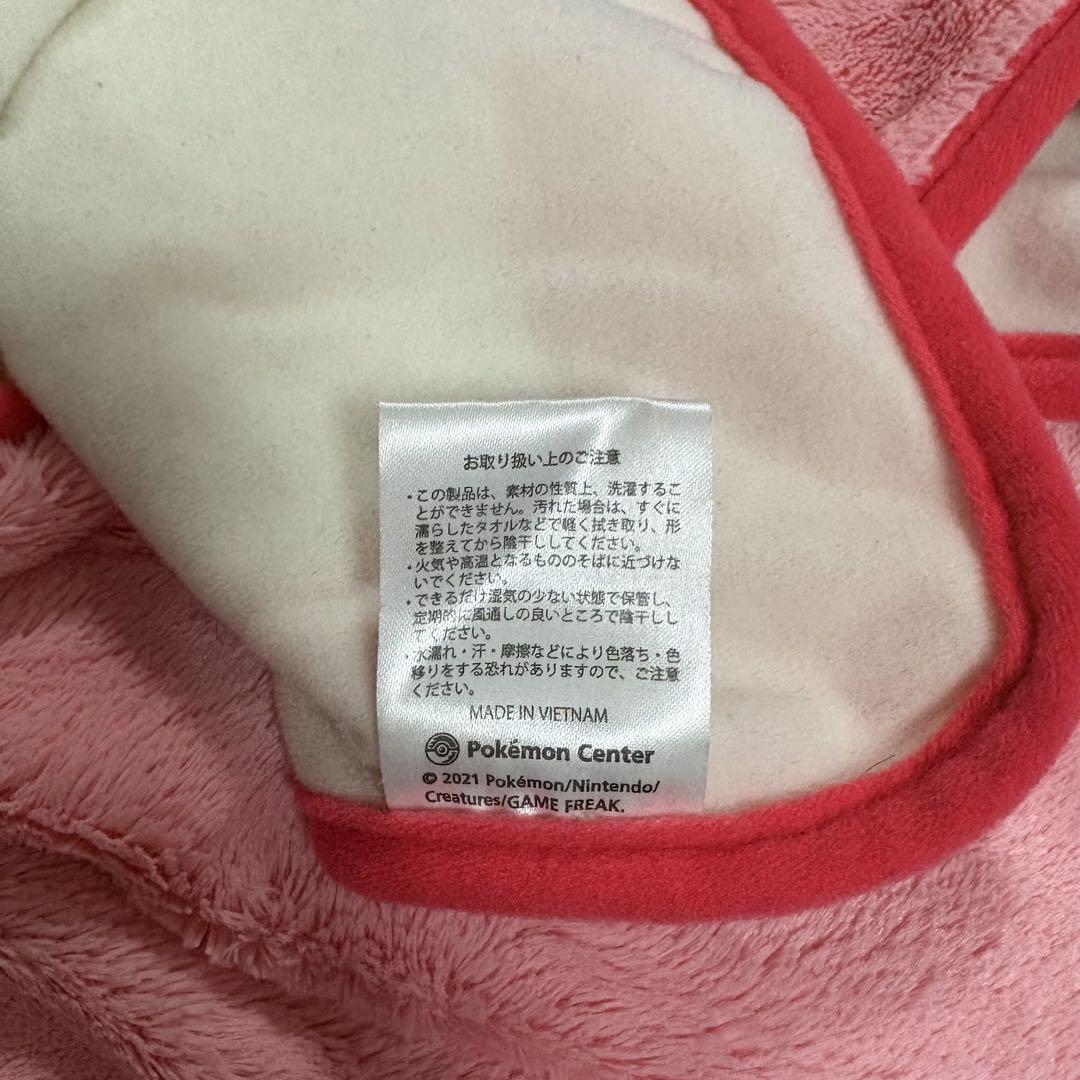 お取り扱い上のご注意
・この製品は、素材の性質上、洗濯するこ
とができません。汚れた場合は、すぐに
濡らしたタオルなどで軽く拭き取り、形
を整えてから陰干ししてください。
・火気や高温となるもののそばに近づけな
いでください。
・できるだけ湿気の少ない状態で保管し、
定期的に風通しの良いところで陰干しし
てください。
・水濡れ・汗・摩擦などにより色落ち・色
移りをする恐れがありますので、ご注意
ください。
MADE IN VIETNAM
Pokémon Center
© 2021 Pokémon/Nintendo/
Creatures/GAME FREAK.